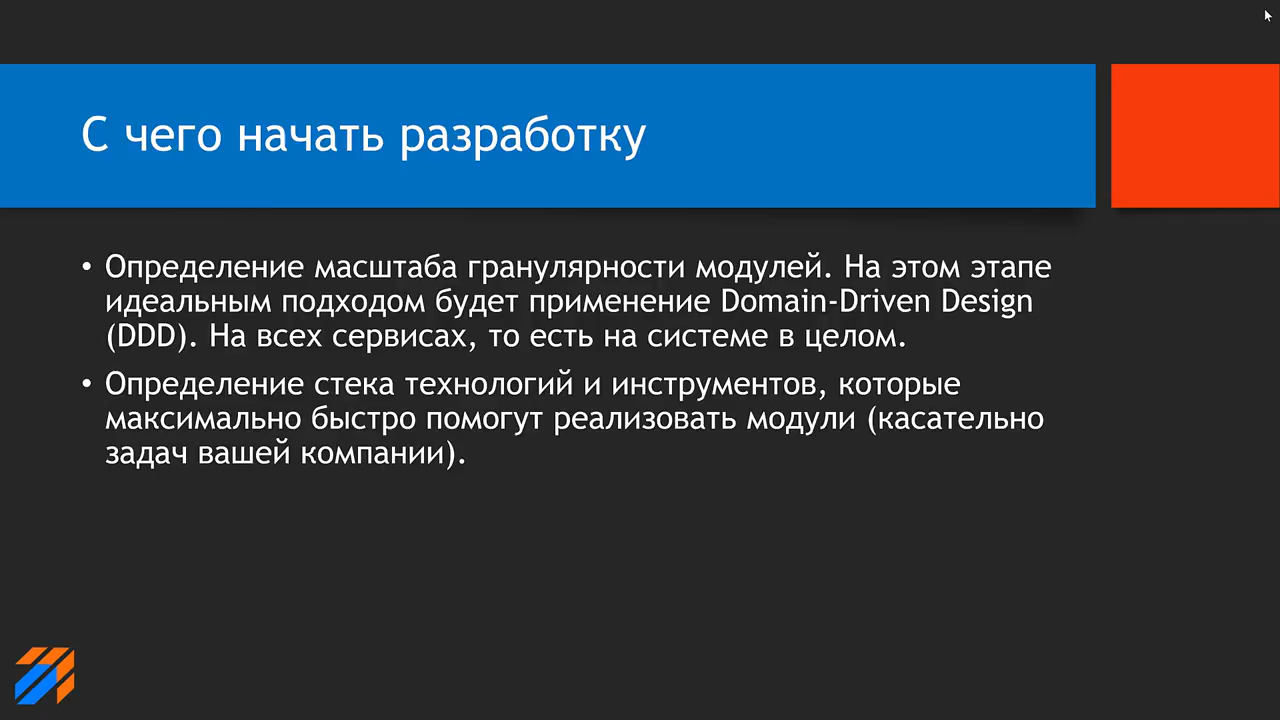 С чего начать разработку
• Определение масштаба гранулярности модулей. На этом этапе
идеальным подходом будет применение Domain-Driven Design
(DDD). На всех сервисах, то есть на системе в целом.
• Определение стека технологий и инструментов, которые
максимально быстро помогут реализовать модули (касательно
задач вашей компании).